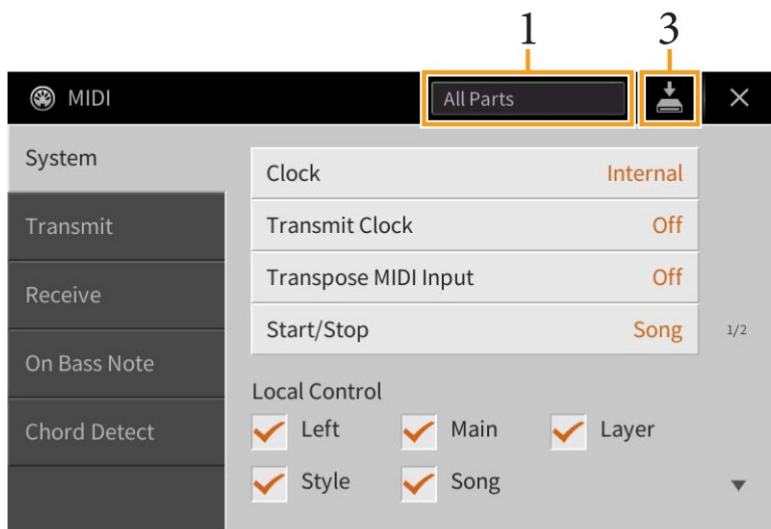 1 3
MIDI All Parts
System
Transmit
Receive
On Bass Note
Chord Detect
Clock Internal
Transmit Clock Off
Transpose MIDI Input Off
Start/Stop Song
1/2
Local Control
Left Main Layer
Style Song